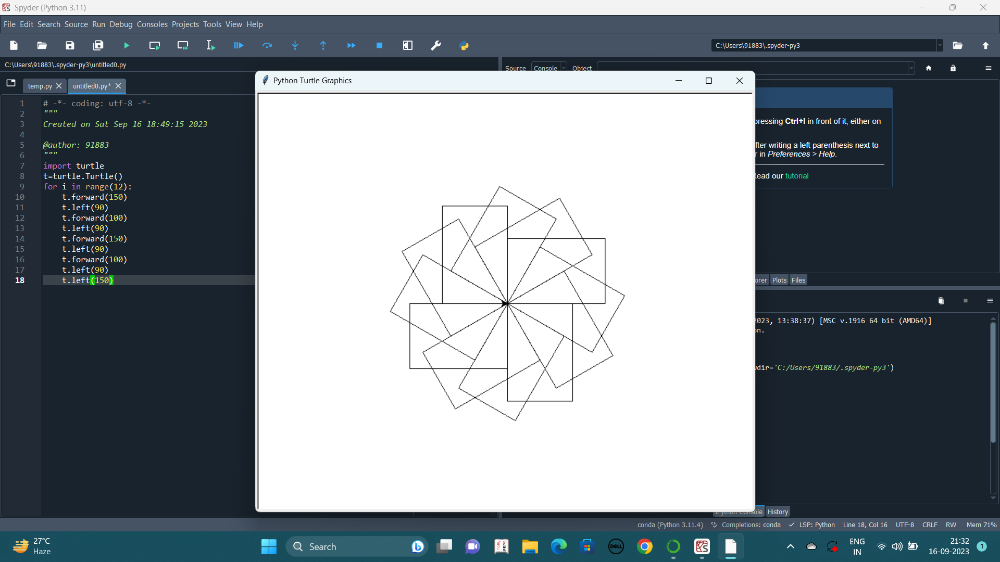 Spyder (Python 3.11)
File Edit Search Source Run Debug Consoles Projects Tools View Help
C:\Users\91883\.spyder-py3
C:\Users\91883\.spyder-py3\untitled0.py
Source Console Object
temp.py untitled0.py*
1 # -*- coding: utf-8 -*-
2 """
3 Created on Sat Sep 16 18:49:15 2023
4
5 @author: 91883
6 """
7 import turtle
8 t=turtle.Turtle()
9 for i in range(12):
10 t.forward(150)
11 t.left(90)
12 t.forward(100)
13 t.left(90)
14 t.forward(150)
15 t.left(90)
16 t.forward(100)
17 t.left(90)
18 t.left(150)
Python Turtle Graphics
pressing Ctrl+I in front of it, either on
fter writing a left parenthesis next to
r in Preferences > Help.
Read our tutorial
orer Plots Files
2023, 13:38:37) [MSC v.1916 64 bit (AMD64)]
on.
wdir='C:/Users/91883/.spyder-py3')
IPython Console History
conda (Python 3.11.4) Completions: conda LSP: Python Line 18, Col 16 UTF-8 CRLF RW Mem 71%
27°C
Haze
Search
Tally
ERP9
DELL
ENG
IN
21:32
16-09-2023
1